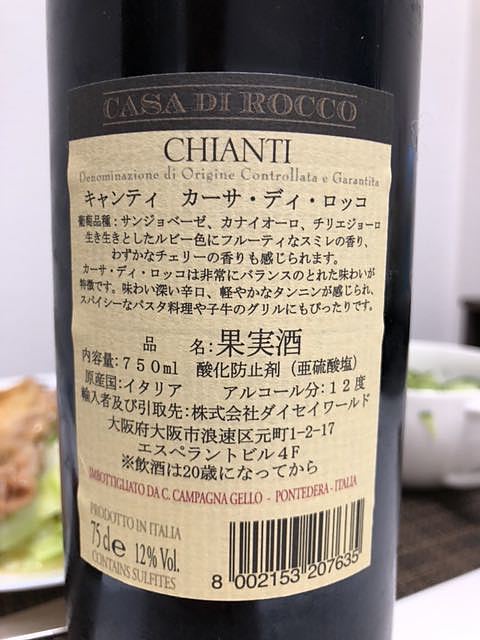 CASA DI ROCCO
CHIANTI
Denominazione di Origine Controllata e Garantita
キャンティ カーサ・ディ・ロッコ
葡萄品種：サンジョベーゼ、カナイオーロ、チリエジョーロ
生き生きとしたルビー色にフルーティなスミレの香り、
わずかなチェリーの香りも感じられます。
カーサ・ディ・ロッコは非常にバランスのとれた味わいが
特徴です。味わい深い辛口、軽やかなタンニンが感じられ、
スパイシーなパスタ料理や子牛のグリルにもぴったりです。
品 名：果実酒
内容量：750ml 酸化防止剤（亜硫酸塩）
原産国：イタリア アルコール分：12度
輸入者及び引取先：株式会社ダイセイワールド
大阪府大阪市浪速区元町1-2-17
エスペラントビル4F
※飲酒は20歳になってから
IMBOTTIGLIATO DA C. CAMPAGNA GELLO - PONTEDERA - ITALIA
PRODOTTO IN ITALIA
75cl e 12% Vol.
CONTAINS SULFITES
8 002153 207635